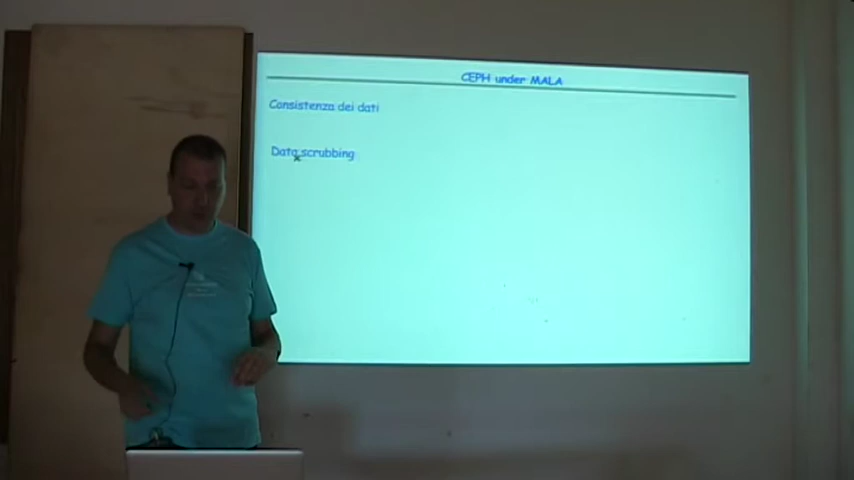 CEPH under MALA
Consistenza dei dati
Data scrubbing